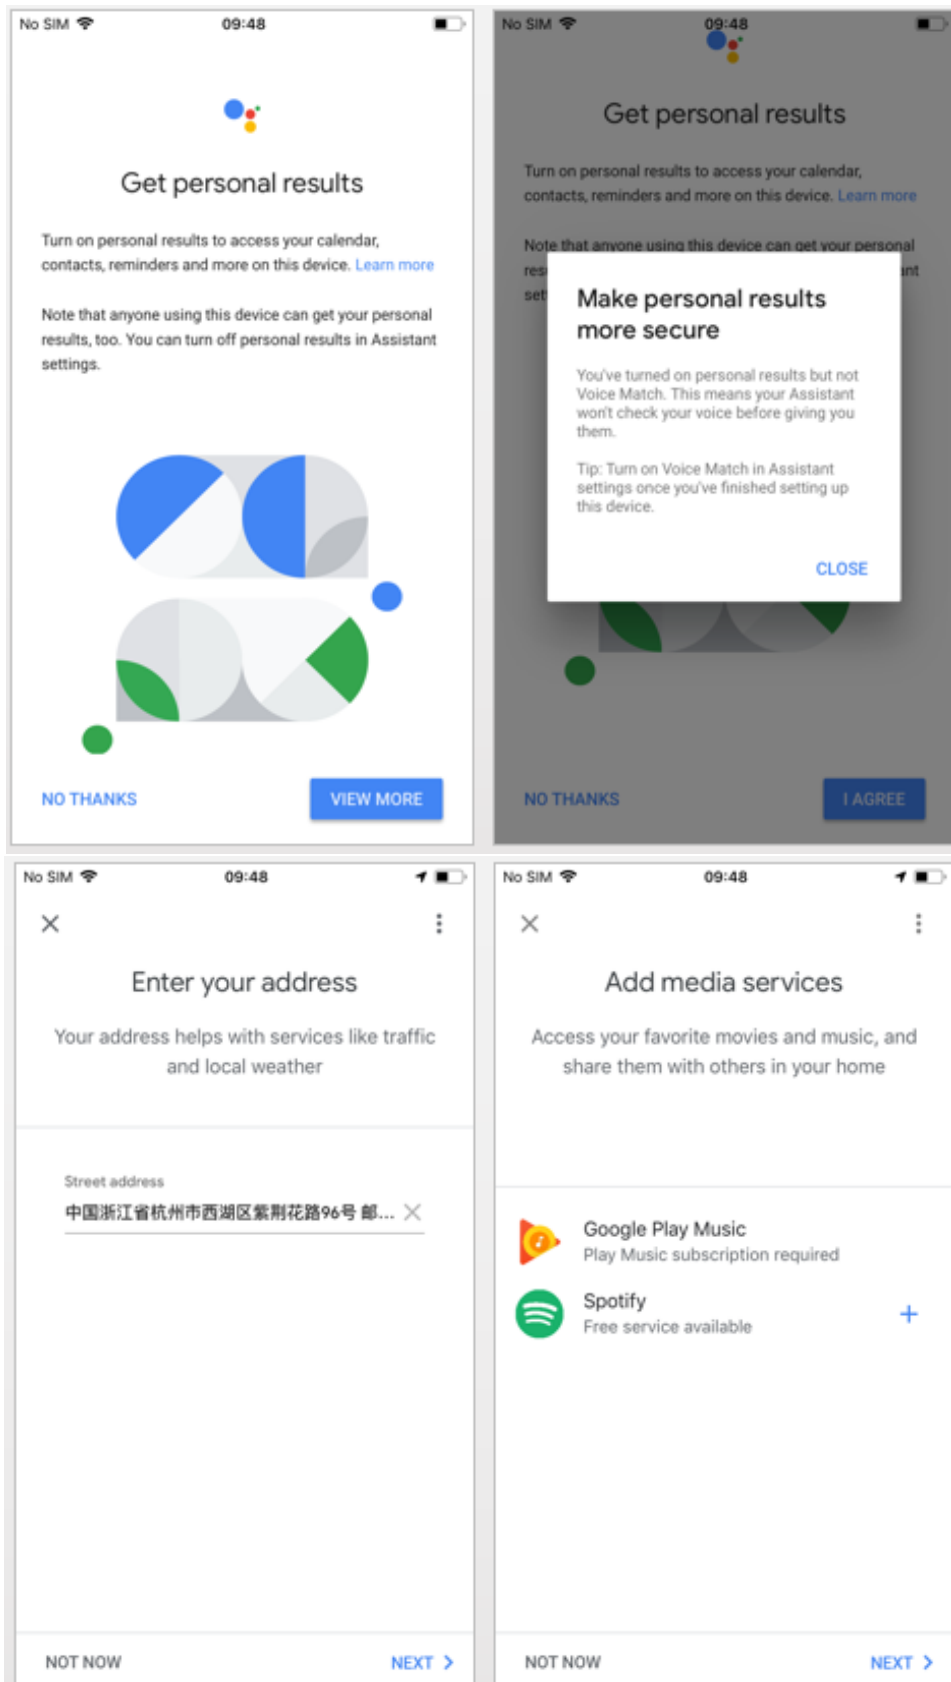 No SIM 09:48
Get personal results
Turn on personal results to access your calendar,
contacts, reminders and more on this device. Learn more
Note that anyone using this device can get your personal
results, too. You can turn off personal results in Assistant
settings.
NO THANKS
VIEW MORE
No SIM 09:48
Get personal results
Turn on personal results to access your calendar,
contacts, reminders and more on this device. Learn more
Note that anyone using this device can get your personal
Make personal results
more secure
You've turned on personal results but not
Voice Match. This means your Assistant
won't check your voice before giving you
them.
Tip: Turn on Voice Match in Assistant
settings once you've finished setting up
this device.
CLOSE
NO THANKS
I AGREE
No SIM 09:48
Enter your address
Your address helps with services like traffic
and local weather
Street address
中国浙江省杭州市西湖区紫荆花路96号 邮...
NOT NOW
NEXT
No SIM 09:48
Add media services
Access your favorite movies and music, and
share them with others in your home
Google Play Music
Play Music subscription required
Spotify
Free service available
NOT NOW
NEXT